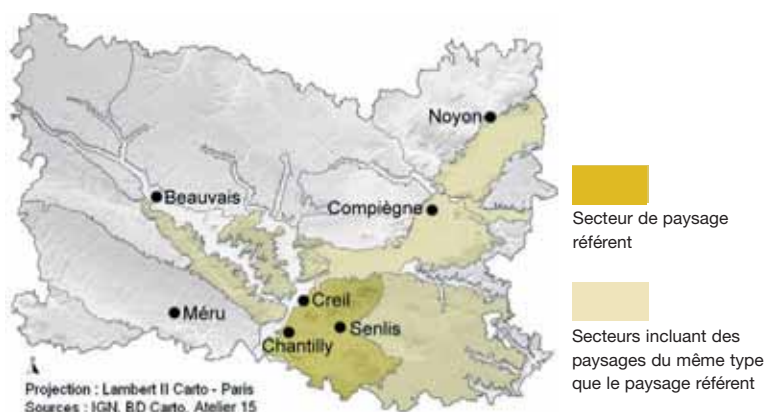 Noyon
Beauvais
Compiègne
Creil
Méru
Senlis
Chantilly
Projection : Lambert II Carto - Paris
Sources : IGN, BD Carto, Atelier 15
Secteur de paysage
référent
Secteurs incluant des
paysages du même type
que le paysage référent